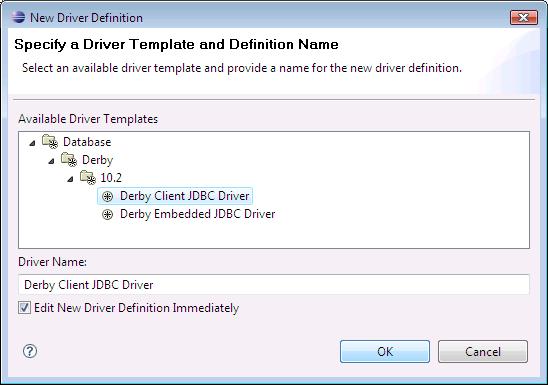 New Driver Definition
Specify a Driver Template and Definition Name
Select an available driver template and provide a name for the new driver definition.
Available Driver Templates
Database
Derby
10.2
Derby Client JDBC Driver
Derby Embedded JDBC Driver
Driver Name:
Derby Client JDBC Driver
Edit New Driver Definition Immediately
OK Cancel